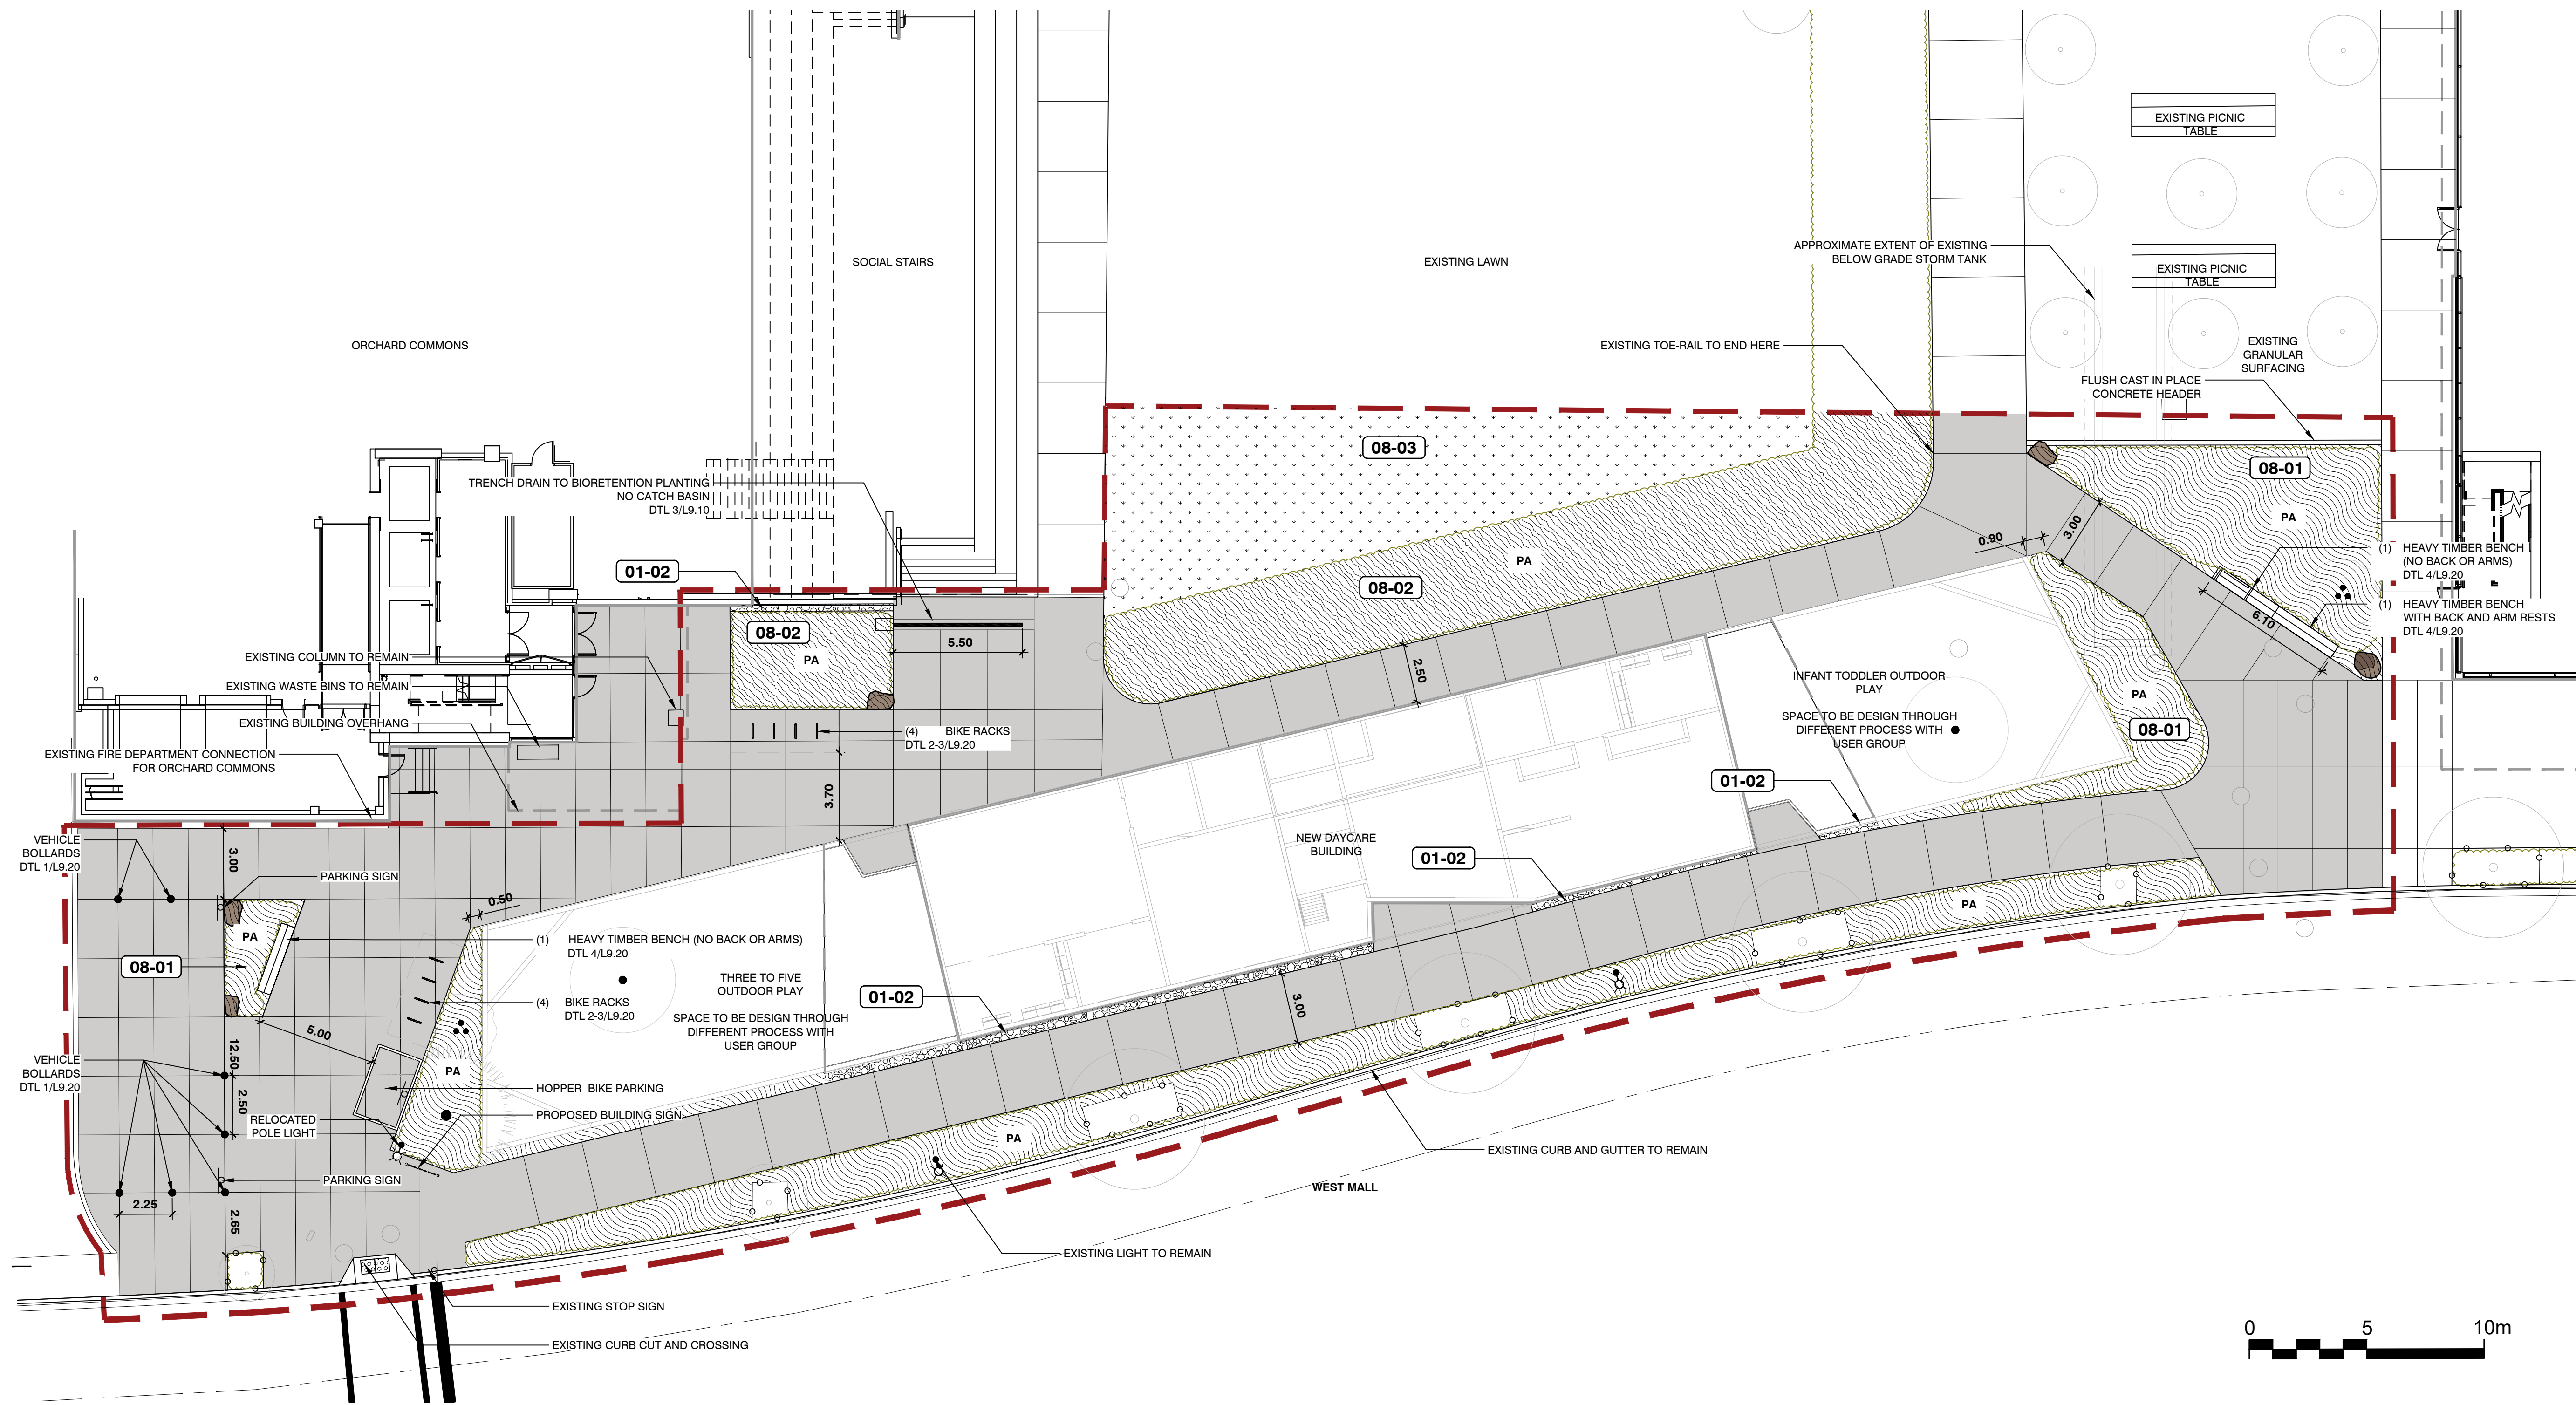 EXISTING PICNIC
TABLE
APPROXIMATE EXTENT OF EXISTING
BELOW GRADE STORM TANK
SOCIAL STAIRS
EXISTING LAWN
EXISTING PICNIC
TABLE
ORCHARD COMMONS
EXISTING TOE-RAIL TO END HERE
EXISTING
GRANULAR
SURFACING
FLUSH CAST IN PLACE
CONCRETE HEADER
08-03
08-01
TRENCH DRAIN TO BIORETENTION PLANTING
NO CATCH BASIN
DTL 3/L9.10
PA
0.90
3.00
(1) HEAVY TIMBER BENCH
(NO BACK OR ARMS)
DTL 4/L9.20
01-02
PA
08-02
(1) HEAVY TIMBER BENCH
WITH BACK AND ARM RESTS
DTL 4/L9.20
6.10
08-02
PA
5.50
EXISTING COLUMN TO REMAIN
EXISTING WASTE BINS TO REMAIN
EXISTING BUILDING OVERHANG
EXISTING FIRE DEPARTMENT CONNECTION
FOR ORCHARD COMMONS
2.50
INFANT TODDLER OUTDOOR
PLAY
SPACE TO BE DESIGN THROUGH
DIFFERENT PROCESS WITH
USER GROUP
PA
08-01
(4) BIKE RACKS
DTL 2-3/L9.20
3.70
01-02
VEHICLE
BOLLARDS
DTL 1/L9.20
3.00
NEW DAYCARE
BUILDING
01-02
PARKING SIGN
0.50
PA
PA
08-01
(1) HEAVY TIMBER BENCH (NO BACK OR ARMS)
DTL 4/L9.20
THREE TO FIVE
OUTDOOR PLAY
01-02
(4) BIKE RACKS
DTL 2-3/L9.20
SPACE TO BE DESIGN THROUGH
DIFFERENT PROCESS WITH
USER GROUP
3.00
5.00
12.50
VEHICLE
BOLLARDS
DTL 1/L9.20
PA
HOPPER BIKE PARKING
2.50
PROPOSED BUILDING SIGN
RELOCATED
POLE LIGHT
PA
EXISTING CURB AND GUTTER TO REMAIN
PARKING SIGN
WEST MALL
2.25
2.65
EXISTING LIGHT TO REMAIN
EXISTING STOP SIGN
EXISTING CURB CUT AND CROSSING
0 5 10m